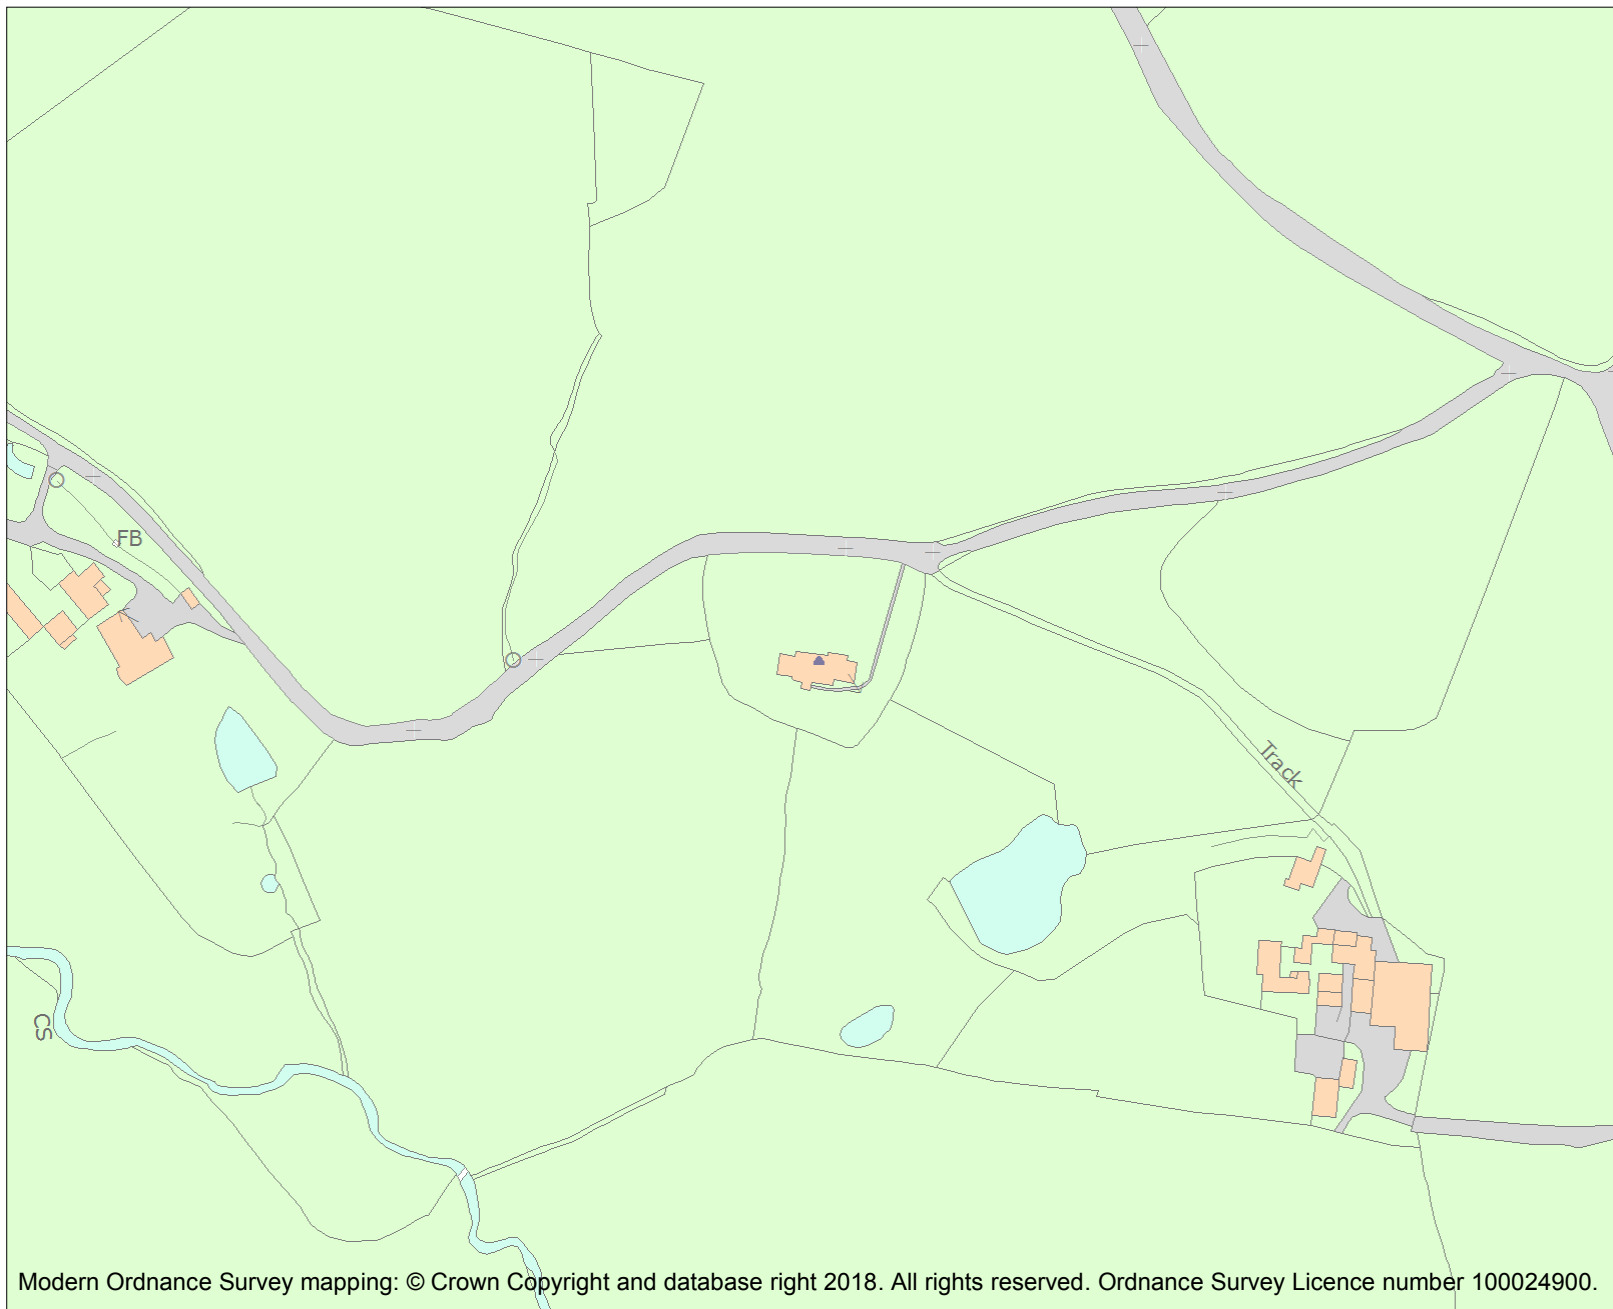 FB
Track
CS
Modern Ordnance Survey mapping: © Crown Copyright and database right 2018. All rights reserved. Ordnance Survey Licence number 100024900.